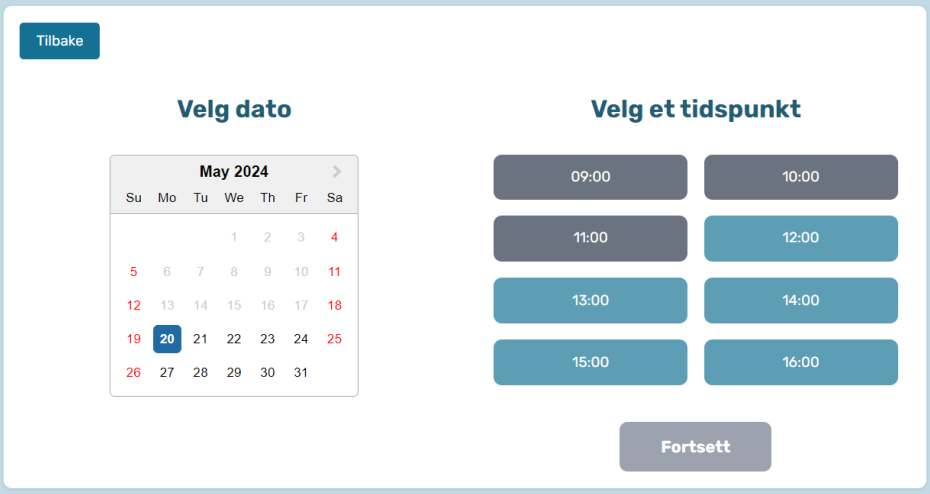 Tilbake
Velg dato
May 2024
Su Mo Tu We Th Fr Sa
1 2 3 4
5 6 7 8 9 10 11
12 13 14 15 16 17 18
19 20 21 22 23 24 25
26 27 28 29 30 31
Velg et tidspunkt
09:00 10:00
11:00 12:00
13:00 14:00
15:00 16:00
Fortsett